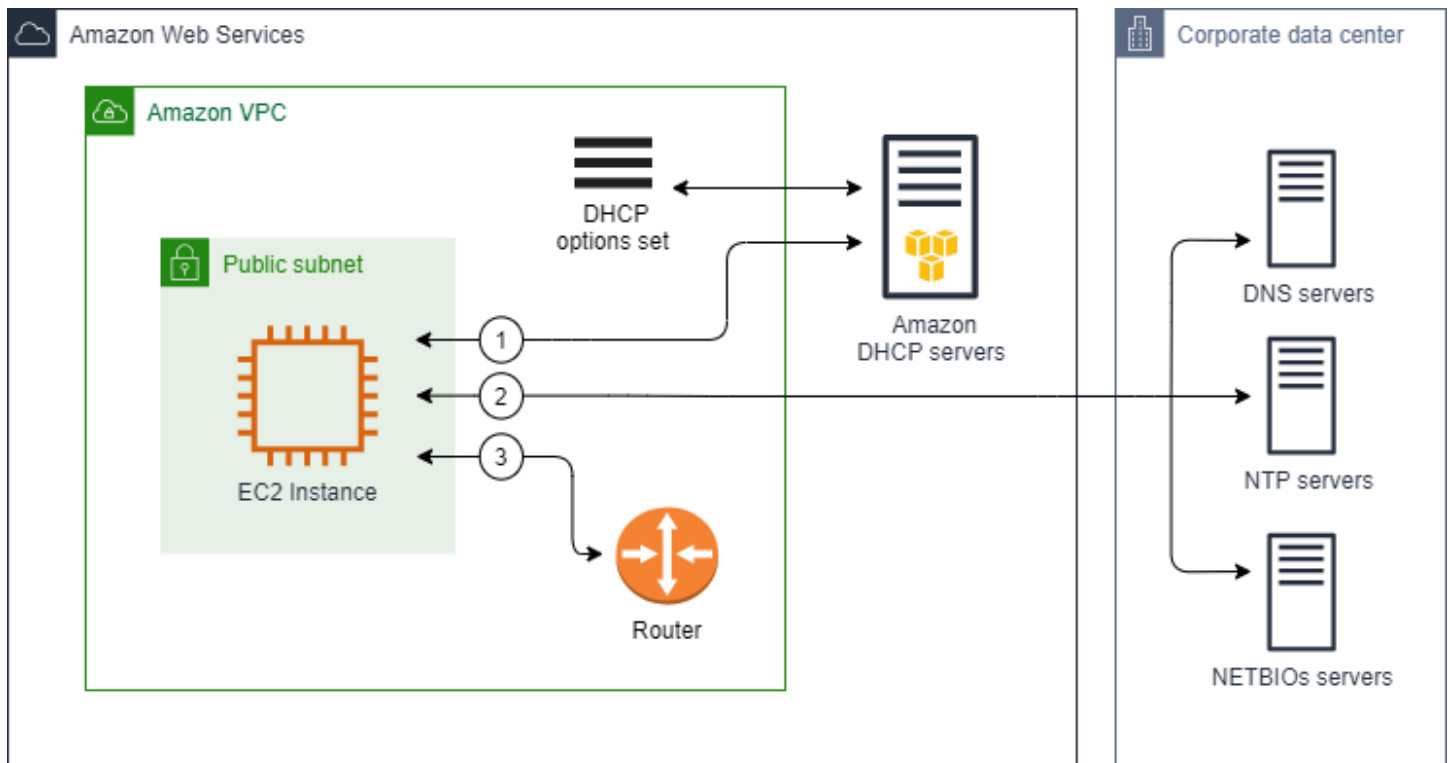 Amazon Web Services
Corporate data center
Amazon VPC
DHCP
options set
Public subnet
1
2
3
EC2 Instance
Amazon
DHCP servers
Router
DNS servers
NTP servers
NETBIOs servers